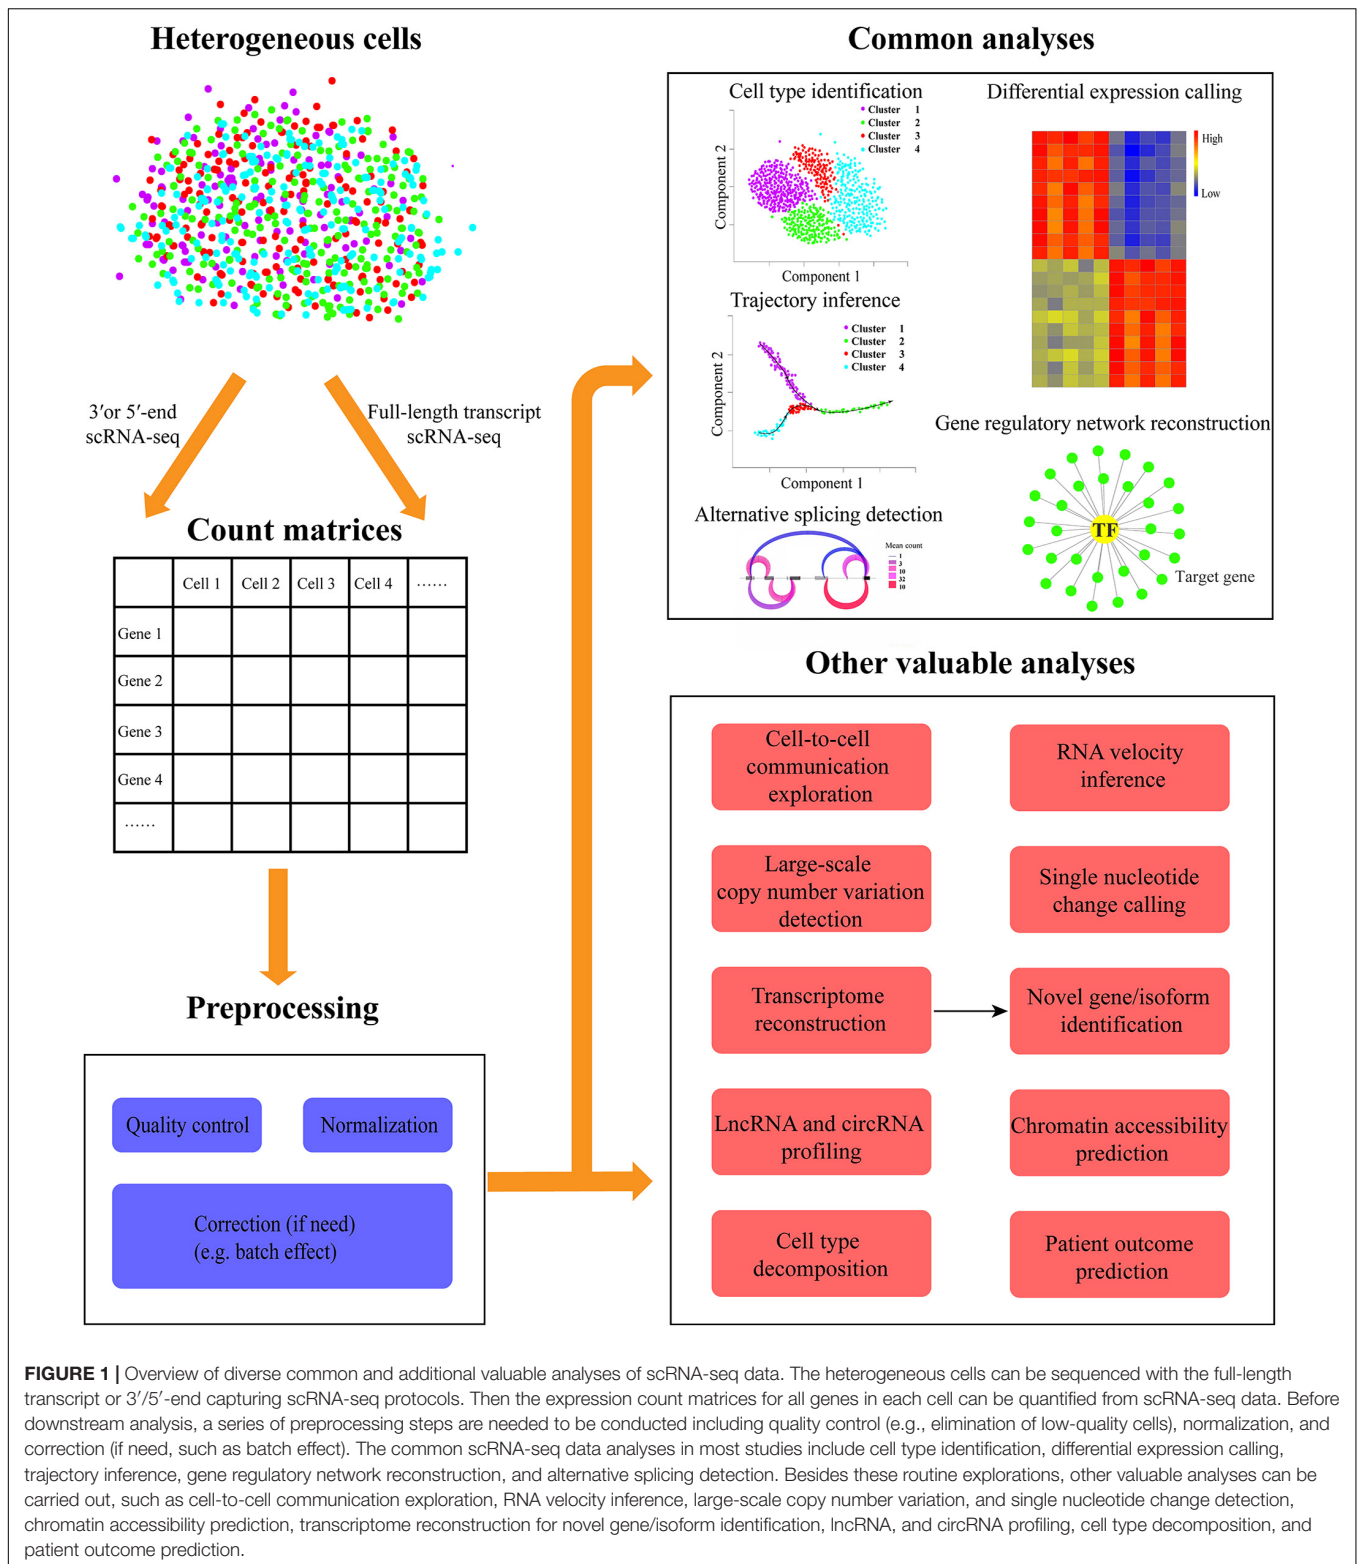 Heterogeneous cells
3′or 5′-end
scRNA-seq
Full-length transcript
scRNA-seq
Count matrices
Cell 1 Cell 2 Cell 3 Cell 4 ......
Gene 1
Gene 2
Gene 3
Gene 4
......
Preprocessing
Quality control
Normalization
Correction (if need)
(e.g. batch effect)
Common analyses
Cell type identification
Cluster 1
Cluster 2
Cluster 3
Cluster 4
Component 2
Component 1
Differential expression calling
High
Low
Trajectory inference
Cluster 1
Cluster 2
Cluster 3
Cluster 4
Component 2
Component 1
Gene regulatory network reconstruction
TF
Target gene
Alternative splicing detection
Mean count
1
3
10
32
10
Other valuable analyses
Cell-to-cell
communication
exploration
RNA velocity
inference
Large-scale
copy number variation
detection
Single nucleotide
change calling
Transcriptome
reconstruction
Novel gene/isoform
identification
LncRNA and circRNA
profiling
Chromatin accessibility
prediction
Cell type
decomposition
Patient outcome
prediction
FIGURE 1 | Overview of diverse common and additional valuable analyses of scRNA-seq data. The heterogeneous cells can be sequenced with the full-length
transcript or 3′/5′-end capturing scRNA-seq protocols. Then the expression count matrices for all genes in each cell can be quantified from scRNA-seq data. Before
downstream analysis, a series of preprocessing steps are needed to be conducted including quality control (e.g., elimination of low-quality cells), normalization, and
correction (if need, such as batch effect). The common scRNA-seq data analyses in most studies include cell type identification, differential expression calling,
trajectory inference, gene regulatory network reconstruction, and alternative splicing detection. Besides these routine explorations, other valuable analyses can be
carried out, such as cell-to-cell communication exploration, RNA velocity inference, large-scale copy number variation, and single nucleotide change detection,
chromatin accessibility prediction, transcriptome reconstruction for novel gene/isoform identification, lncRNA, and circRNA profiling, cell type decomposition, and
patient outcome prediction.